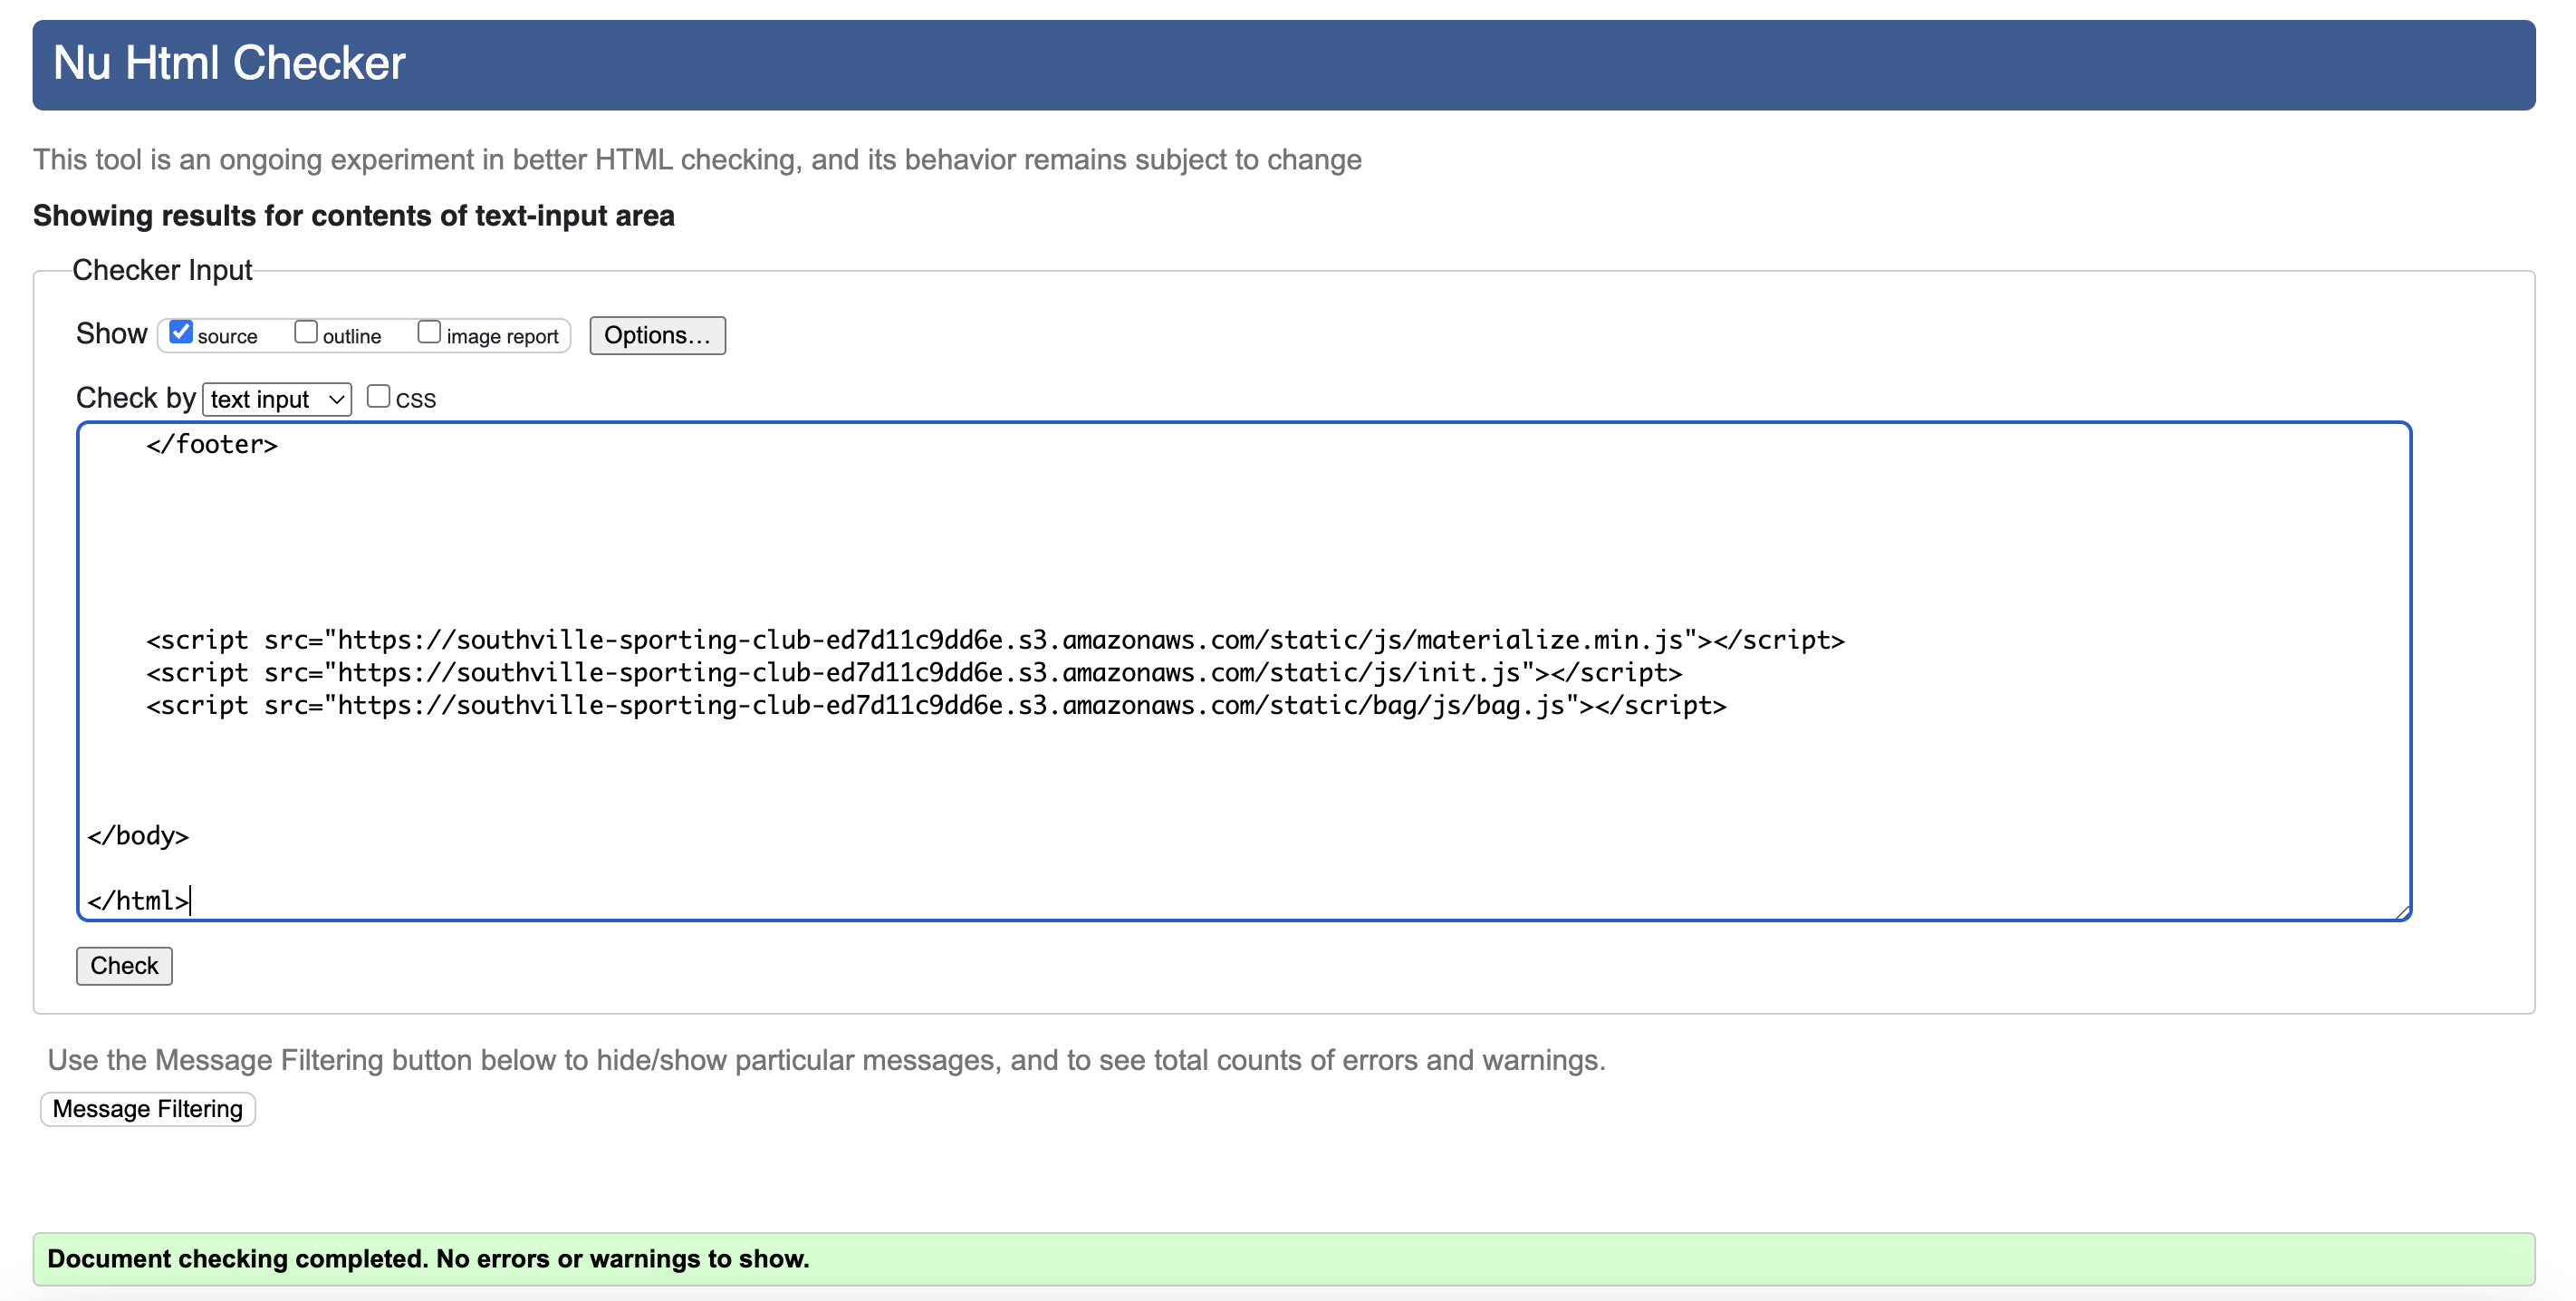 Nu Html Checker
This tool is an ongoing experiment in better HTML checking, and its behavior remains subject to change
Showing results for contents of text-input area
Checker Input
Show source outline image report Options...
Check by text input CSS
</footer>
<script src="https://southville-sporting-club-ed7d11c9dd6e.s3.amazonaws.com/static/js/materialize.min.js"></script>
<script src="https://southville-sporting-club-ed7d11c9dd6e.s3.amazonaws.com/static/js/init.js"></script>
<script src="https://southville-sporting-club-ed7d11c9dd6e.s3.amazonaws.com/static/bag/js/bag.js"></script>
</body>
</html>
Check
Use the Message Filtering button below to hide/show particular messages, and to see total counts of errors and warnings.
Message Filtering
Document checking completed. No errors or warnings to show.